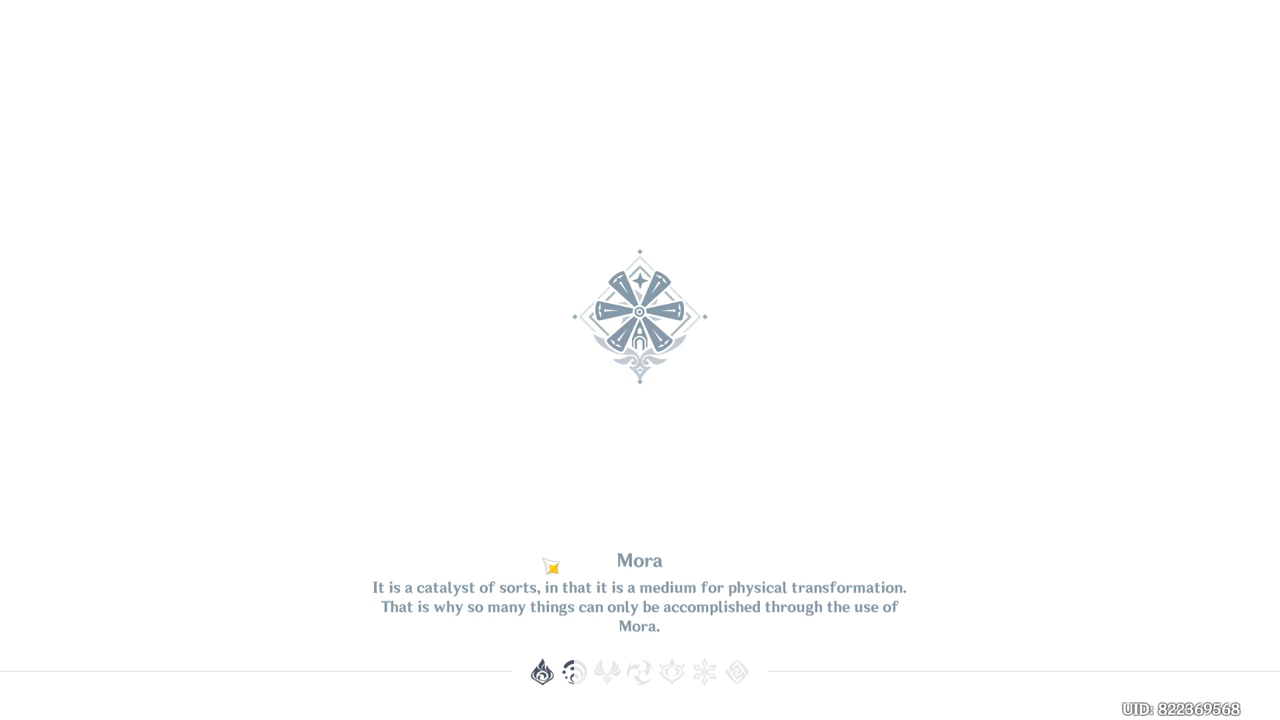 Mora
It is a catalyst of sorts, in that it is a medium for physical transformation.
That is why so many things can only be accomplished through the use of
Mora.
UID: 822369568